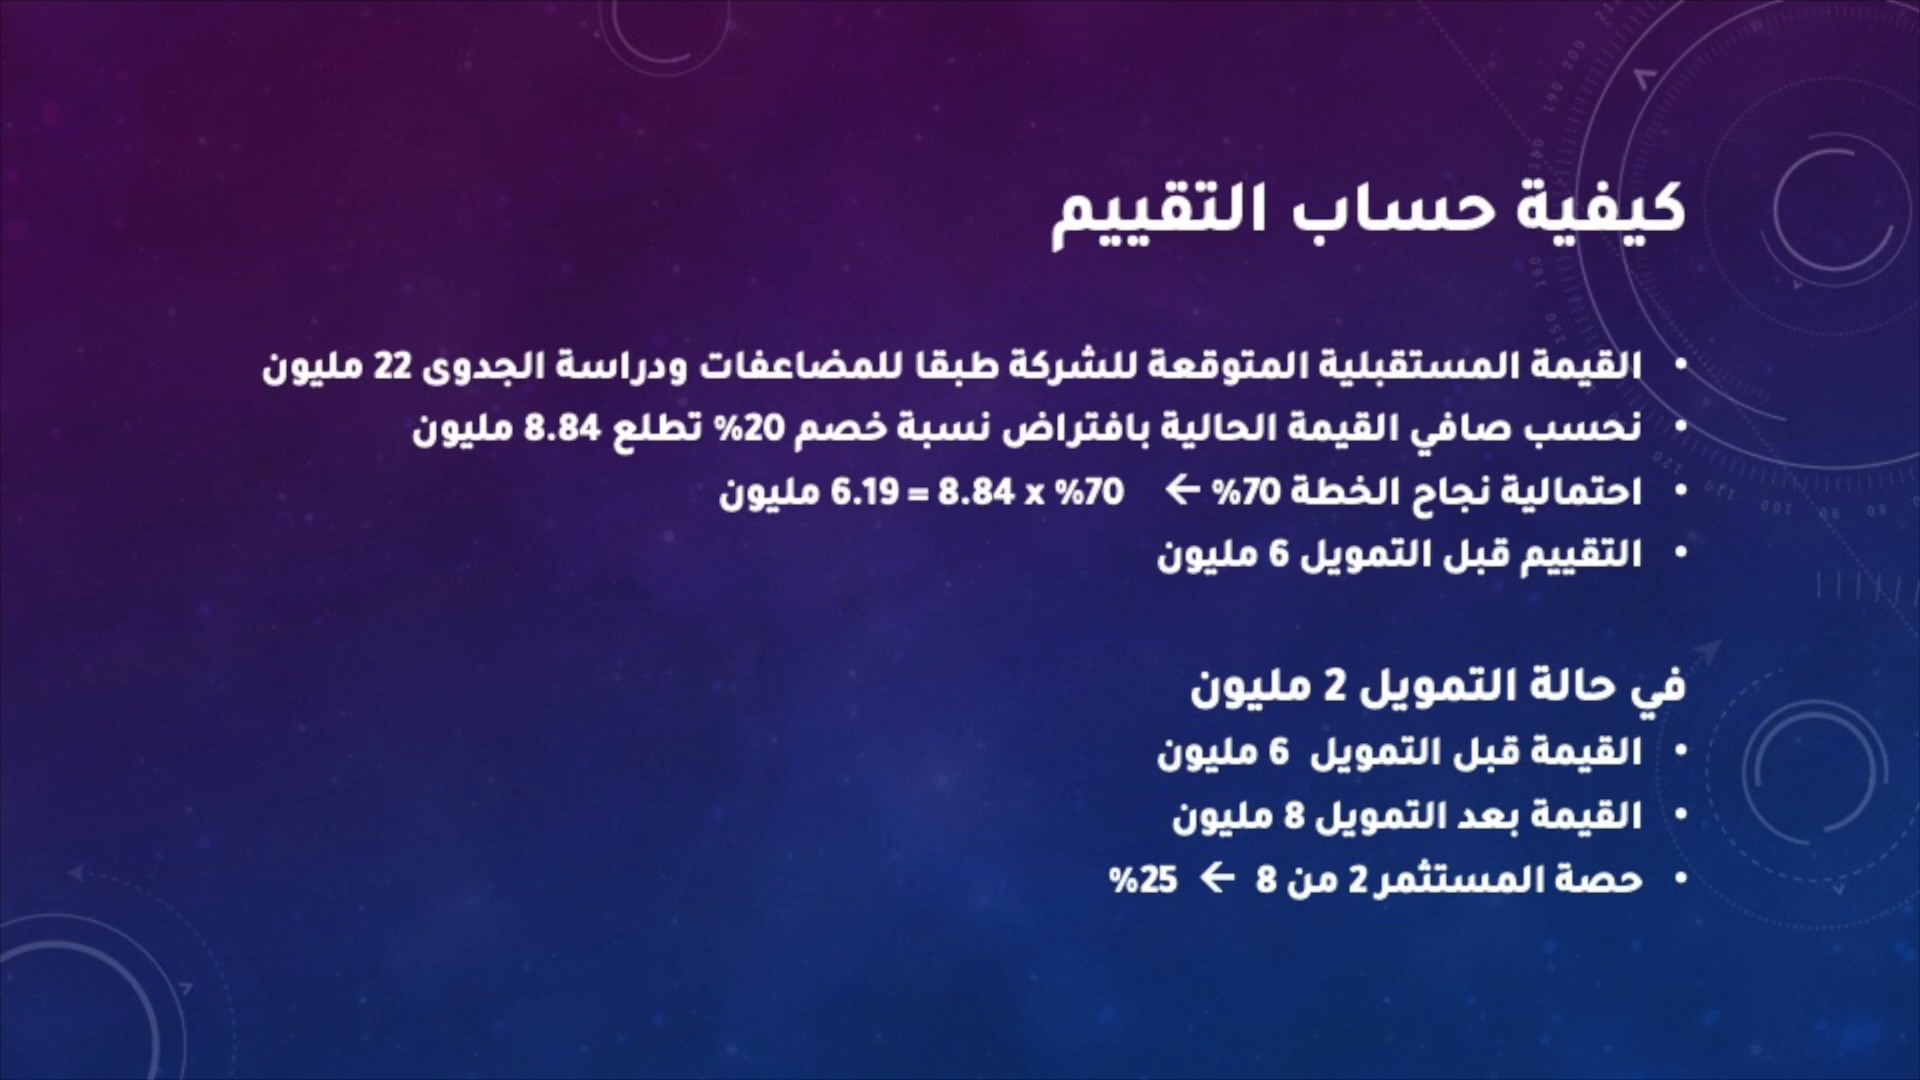 كيفية حساب التقييم
• القيمة المستقبلية المتوقعة للشركة طبقا للمضاعفات ودراسة الجدوى 22 مليون
• نحسب صافي القيمة الحالية بافتراض نسبة خصم 20% تطلع 8.84 مليون
• احتمالية نجاح الخطة 70% ← 70% x 8.84 = 6.19 مليون
• التقييم قبل التمويل 6 مليون
في حالة التمويل 2 مليون
• القيمة قبل التمويل 6 مليون
• القيمة بعد التمويل 8 مليون
• حصة المستثمر 2 من 8 ← 25%